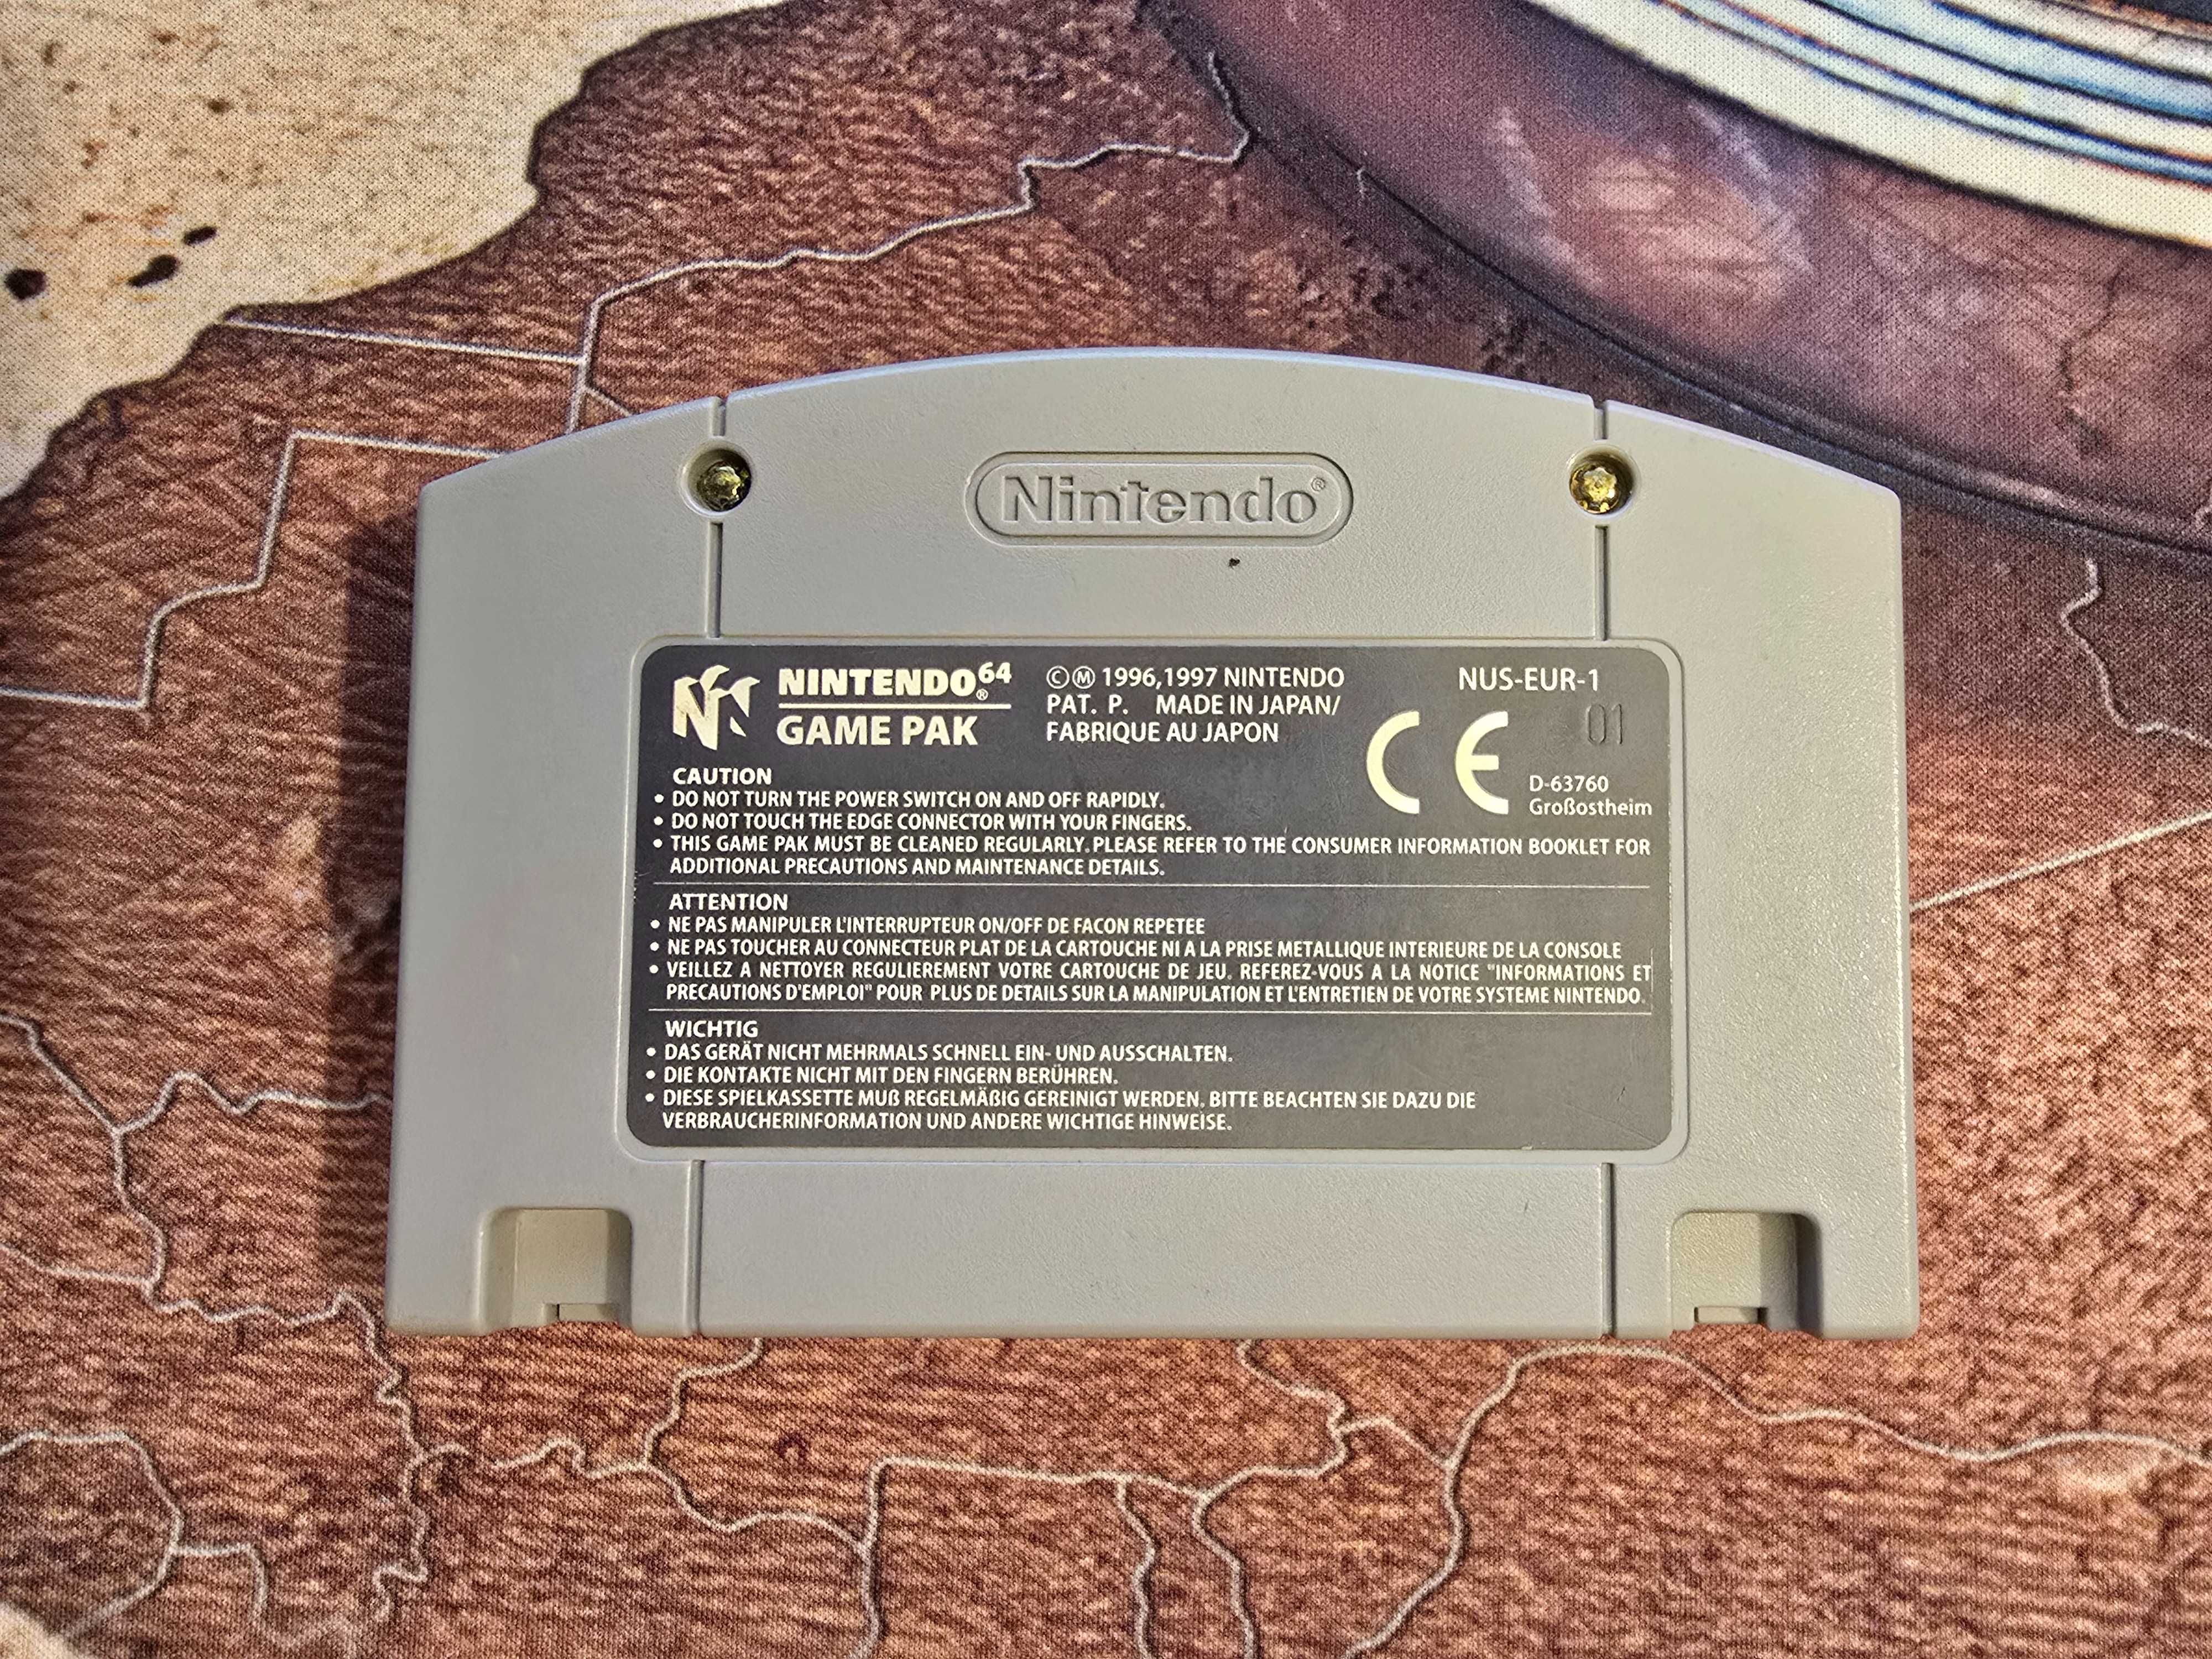 Nintendo®
NINTENDO64®
GAME PAK
©Ⓜ 1996,1997 NINTENDO
PAT. P. MADE IN JAPAN/
FABRIQUE AU JAPON
NUS-EUR-1
01
CE
D-63760
Großostheim
CAUTION
• DO NOT TURN THE POWER SWITCH ON AND OFF RAPIDLY.
• DO NOT TOUCH THE EDGE CONNECTOR WITH YOUR FINGERS.
• THIS GAME PAK MUST BE CLEANED REGULARLY. PLEASE REFER TO THE CONSUMER INFORMATION BOOKLET FOR
ADDITIONAL PRECAUTIONS AND MAINTENANCE DETAILS.
ATTENTION
• NE PAS MANIPULER L'INTERRUPTEUR ON/OFF DE FACON REPETEE
• NE PAS TOUCHER AU CONNECTEUR PLAT DE LA CARTOUCHE NI A LA PRISE METALLIQUE INTERIEURE DE LA CONSOLE
• VEILLEZ A NETTOYER REGULIEREMENT VOTRE CARTOUCHE DE JEU. REFEREZ-VOUS A LA NOTICE "INFORMATIONS ET
PRECAUTIONS D'EMPLOI" POUR PLUS DE DETAILS SUR LA MANIPULATION ET L'ENTRETIEN DE VOTRE SYSTEME NINTENDO.
WICHTIG
• DAS GERÄT NICHT MEHRMALS SCHNELL EIN- UND AUSSCHALTEN.
• DIE KONTAKTE NICHT MIT DEN FINGERN BERÜHREN.
• DIESE SPIELKASSETTE MUß REGELMÄßIG GEREINIGT WERDEN. BITTE BEACHTEN SIE DAZU DIE
VERBRAUCHERINFORMATION UND ANDERE WICHTIGE HINWEISE.